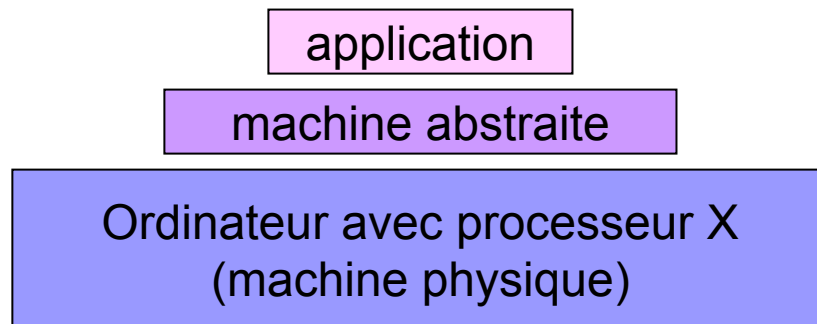 application
machine abstraite
Ordinateur avec processeur X
(machine physique)